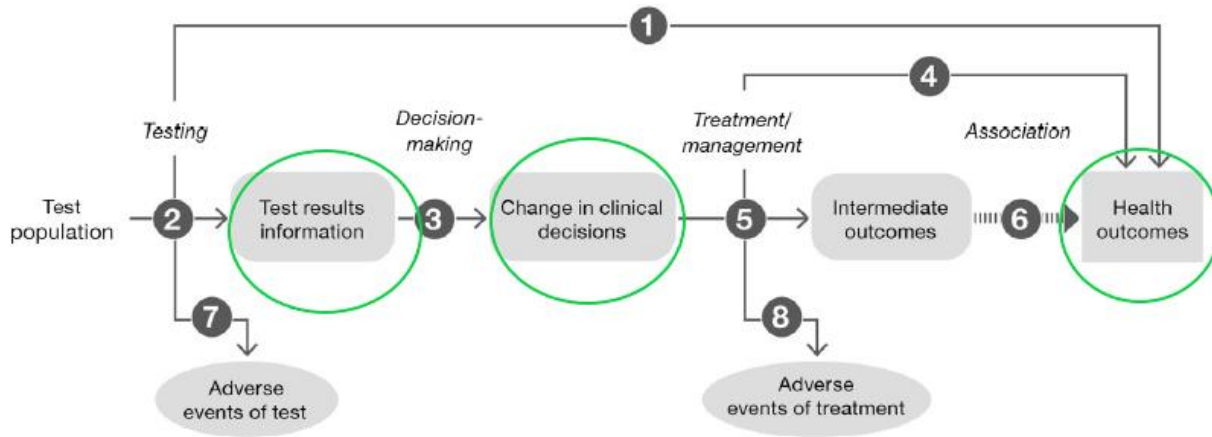 1
4
Testing
Decision-
making
Treatment/
management
Association
Test
population
2
Test results
information
3
Change in clinical
decisions
5
Intermediate
outcomes
6
Health
outcomes
7
8
Adverse
events of test
Adverse
events of treatment